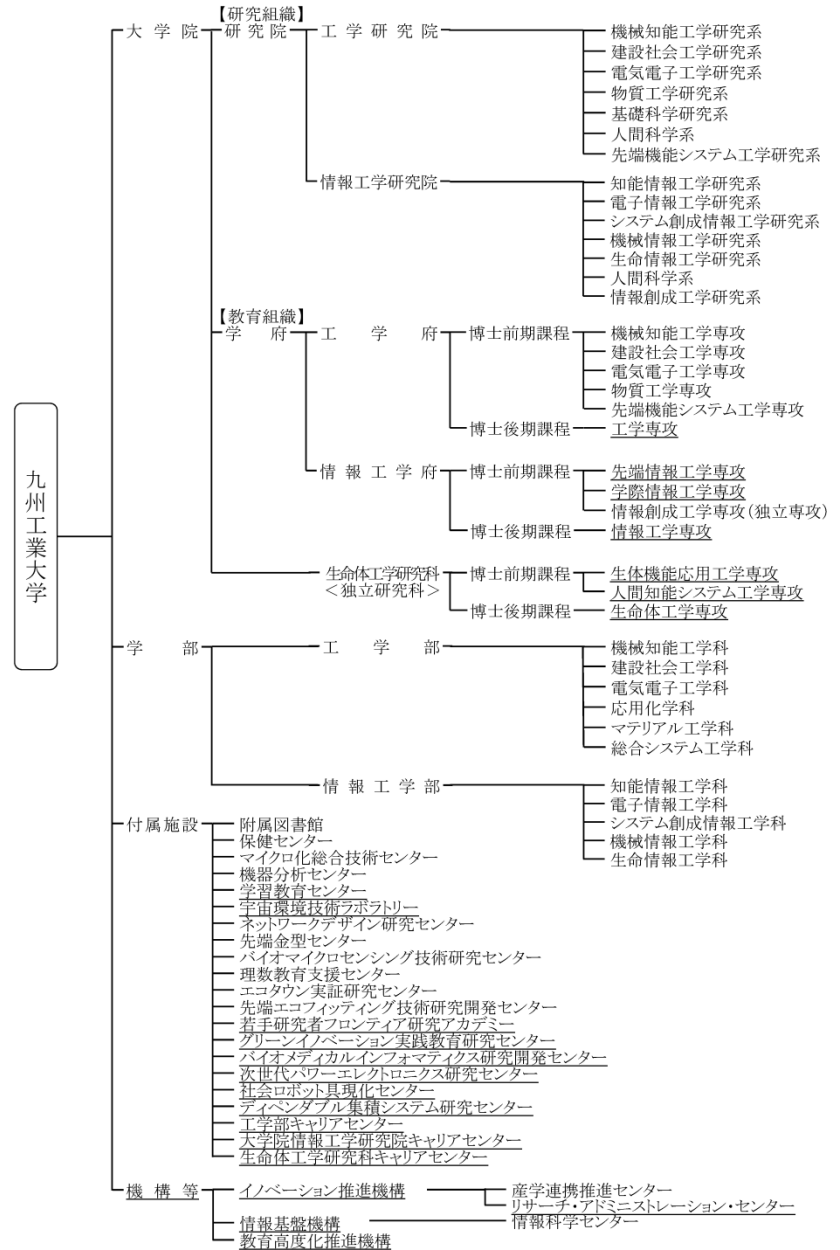 【研究組織】
大学院 研究院 工学研究院 機械知能工学研究系
建設社会工学研究系
電気電子工学研究系
物質工学研究系
基礎科学研究系
人間科学系
先端機能システム工学研究系
情報工学研究院 知能情報工学研究系
電子情報工学研究系
システム創成情報工学研究系
機械情報工学研究系
生命情報工学研究系
人間科学系
情報創成工学研究系
【教育組織】
学府 工学府 博士前期課程 機械知能工学専攻
建設社会工学専攻
電気電子工学専攻
物質工学専攻
先端機能システム工学専攻
博士後期課程 工学専攻
情報工学府 博士前期課程 先端情報工学専攻
学際情報工学専攻
情報創成工学専攻(独立専攻)
博士後期課程 情報工学専攻
九州工業大学
生命体工学研究科 博士前期課程 生体機能応用工学専攻
<独立研究科> 人間知能システム工学専攻
博士後期課程 生命体工学専攻
学部 工学部 機械知能工学科
建設社会工学科
電気電子工学科
応用化学科
マテリアル工学科
総合システム工学科
情報工学部 知能情報工学科
電子情報工学科
システム創成情報工学科
機械情報工学科
生命情報工学科
付属施設 附属図書館
保健センター
マイクロ化総合技術センター
機器分析センター
学習教育センター
宇宙環境技術ラボラトリー
ネットワークデザイン研究センター
先端金型センター
バイオマイクロセンシング技術研究センター
理数教育支援センター
エコタウン実証研究センター
先端エコフィッティング技術研究開発センター
若手研究者フロンティア研究アカデミー
グリーンイノベーション実践教育研究センター
バイオメディカルインフォマティクス研究開発センター
次世代パワーエレクトロニクス研究センター
社会ロボット具現化センター
ディペンダブル集積システム研究センター
工学部キャリアセンター
大学院情報工学研究院キャリアセンター
生命体工学研究科キャリアセンター
機構等 イノベーション推進機構 産学連携推進センター
リサーチ・アドミニストレーション・センター
情報基盤機構 情報科学センター
教育高度化推進機構